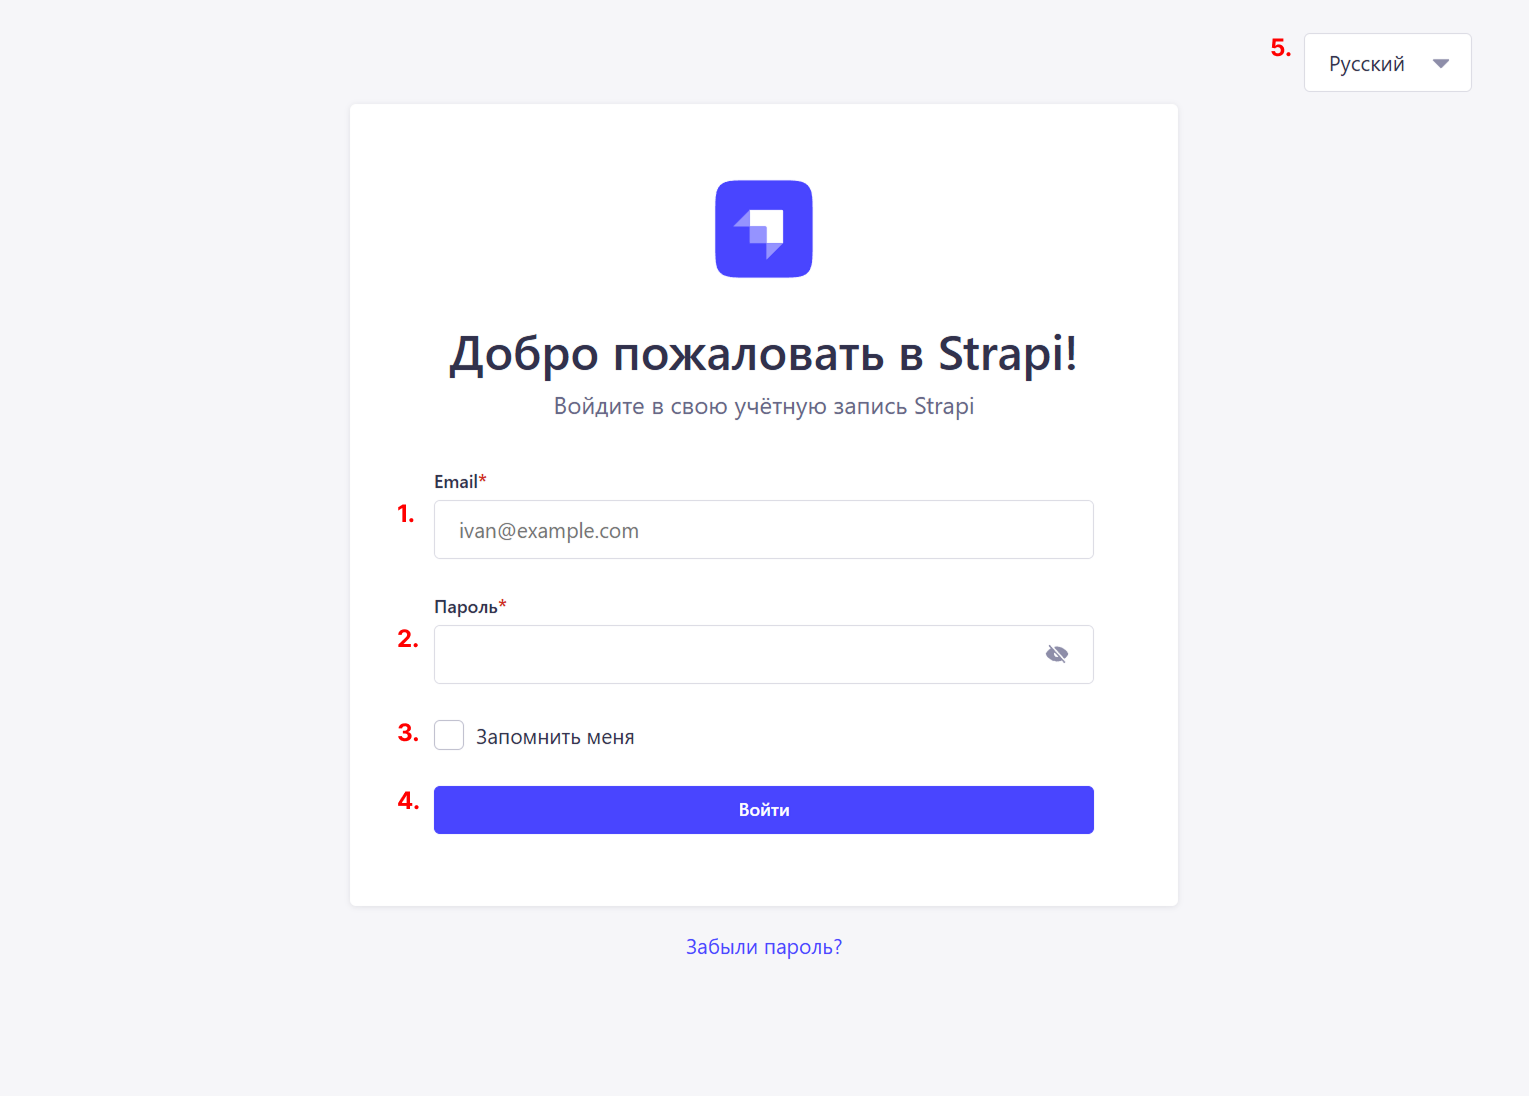 5. Русский
Добро пожаловать в Strapi!
Войдите в свою учётную запись Strapi
Email*
1. ivan@example.com
Пароль*
2.
3. Запомнить меня
4. Войти
Забыли пароль?